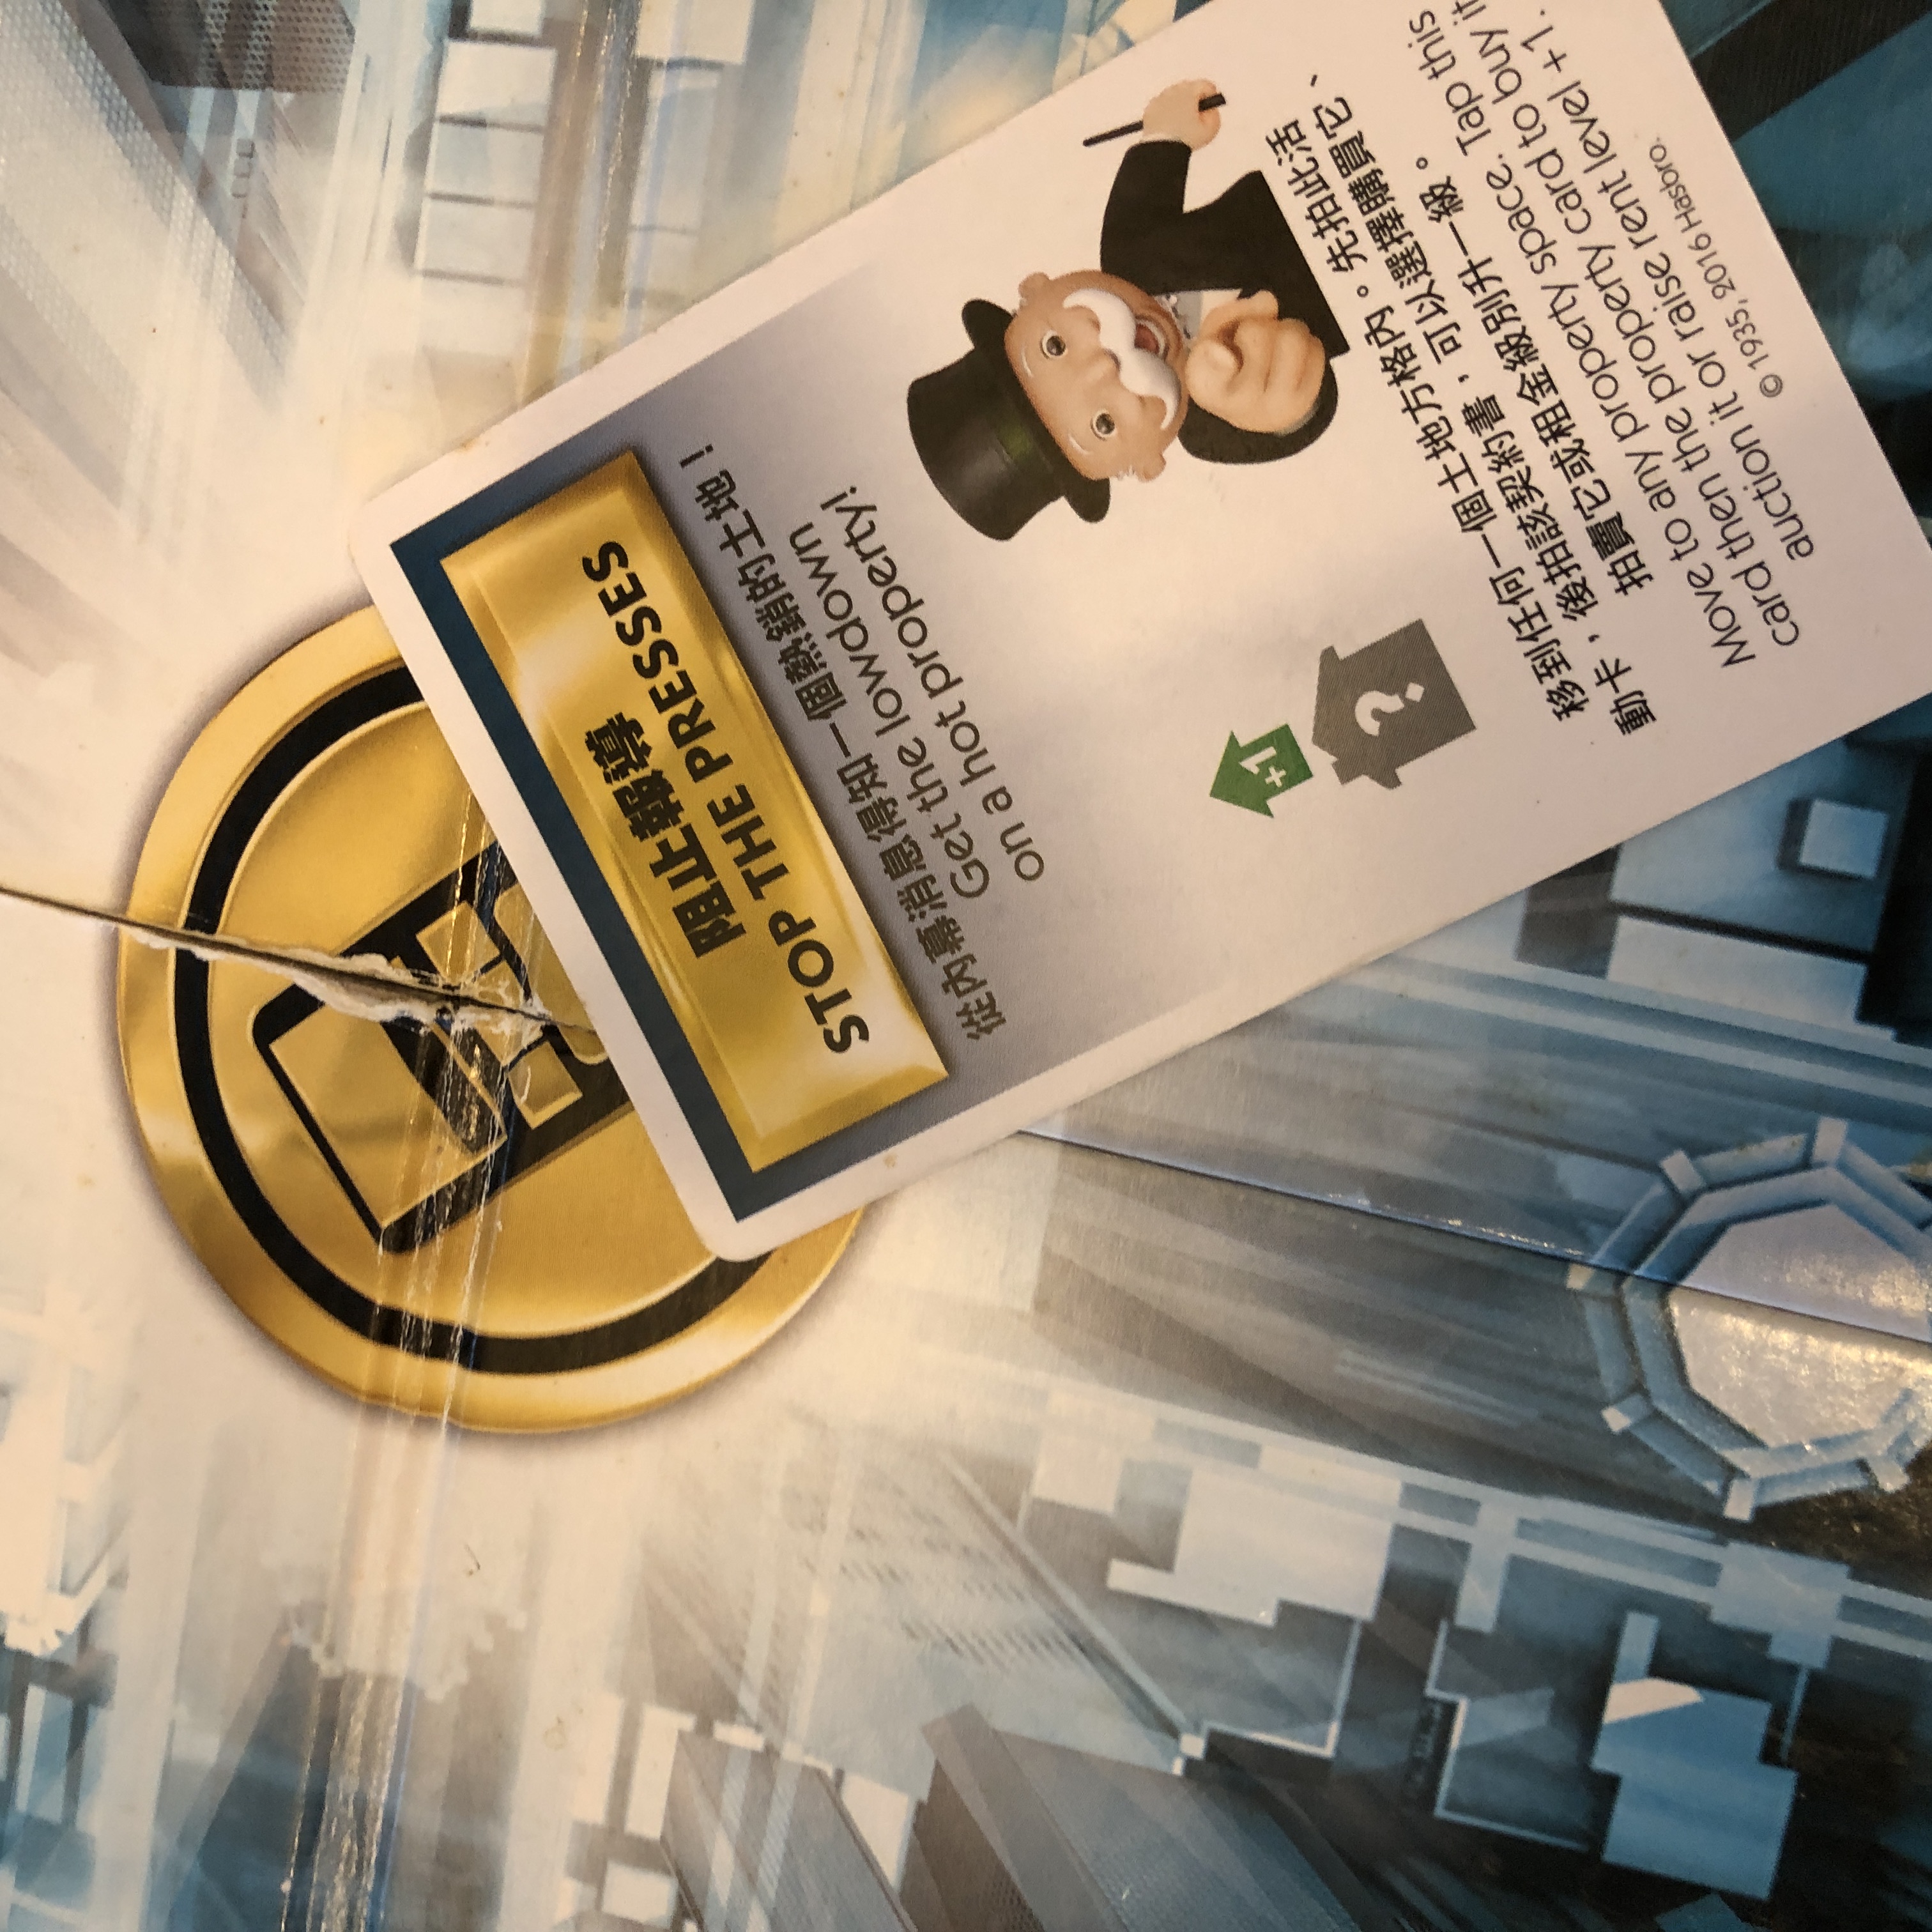 阻止報導
STOP THE PRESSES
從內幕消息得知一個熱銷的土地！
Get the lowdown
on a hot property!
+1
?
移到任何一個土地方格內。先拍此活
動卡，後拍該契約書，可以選擇購買它、
拍賣它或租金級別升一級。
Move to any property space. Tap this
card then the property card to buy it
auction it or raise rent level +1.
© 1935, 2016 Hasbro.